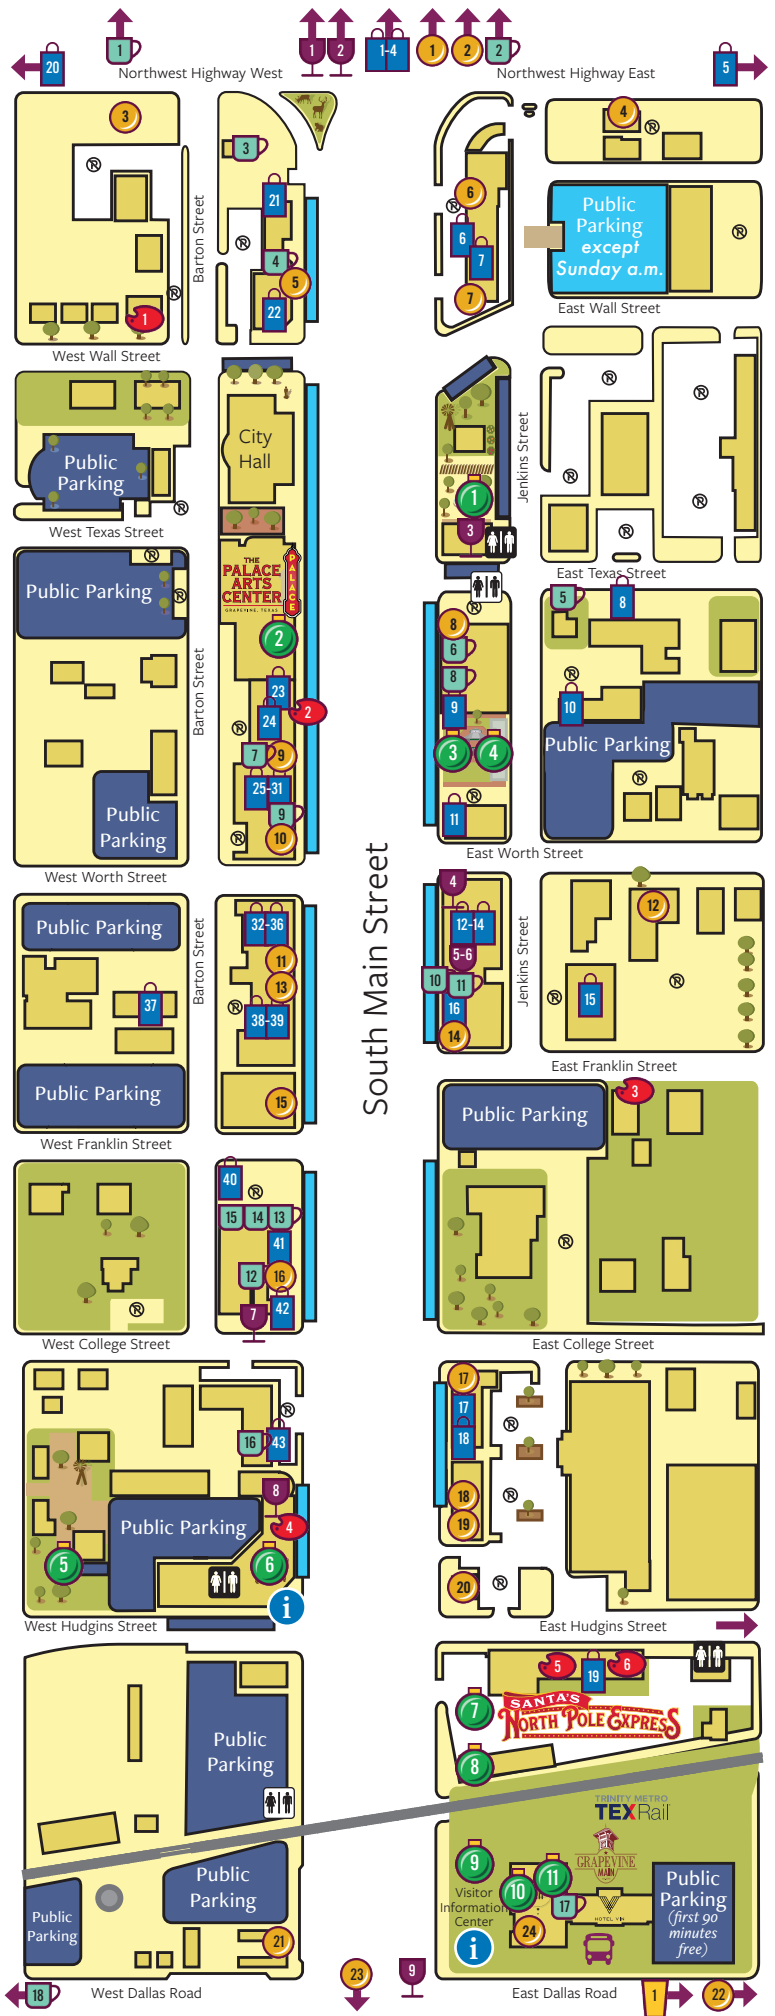 1
1
2
1-4
1
2
2
20
Northwest Highway West
Northwest Highway East
5
3
4
3
21
Barton Street
4
5
22
1
West Wall Street
6
6
7
7
Public
Parking
except
Sunday a.m.
East Wall Street
City
Hall
Public
Parking
West Texas Street
Jenkins Street
1
3
East Texas Street
Public Parking
THE
PALACE
ARTS
CENTER
GRAPEVINE, TEXAS
PALACE
2
Barton Street
23
24
2
7
9
25-31
9
10
Public
Parking
West Worth Street
8
6
8
9
3
4
11
5
8
10
Public Parking
East Worth Street
South Main Street
Public Parking
Barton Street
37
Public Parking
West Franklin Street
32-36
11
13
38-39
15
4
12-14
5-6
10
11
16
14
Jenkins Street
12
15
East Franklin Street
40
15
14
13
41
12
16
7
42
West College Street
Public Parking
3
East College Street
16
43
8
4
Public Parking
5
6
i
West Hudgins Street
17
17
18
18
19
20
East Hudgins Street
5
19
6
7
SANTA'S
NORTH POLE EXPRESS
8
Public
Parking
Public
Parking
Public
Parking
21
TRINITY METRO
TEXRail
GRAPEVINE
MAIN
9
10
11
17
24
Visitor
Information
Center
i
HOTEL VIN
Public
Parking
(first 90
minutes
free)
18
West Dallas Road
23
9
East Dallas Road
1
22